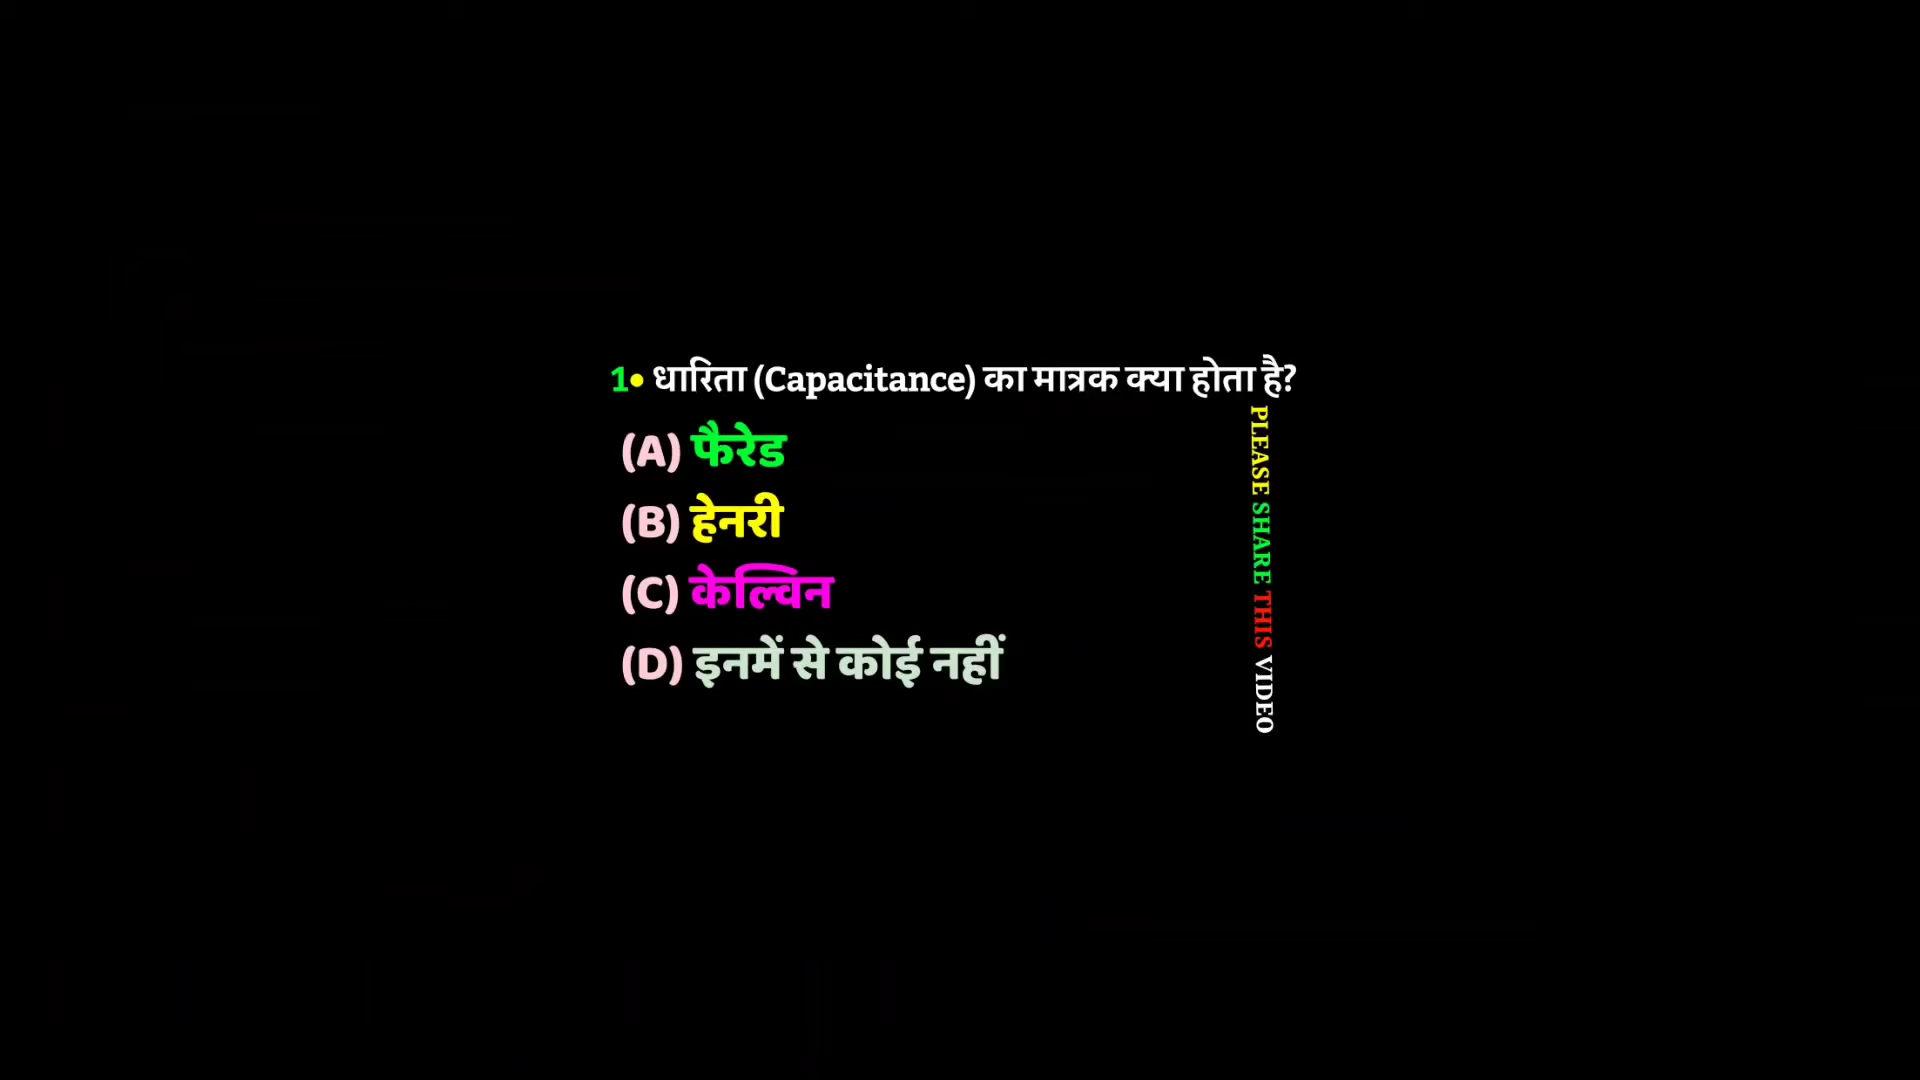 1• धारिता (Capacitance) का मात्रक क्या होता है?
(A) फैरेड
(B) हेनरी
(C) केल्विन
(D) इनमें से कोई नहीं
PLEASE SHARE THIS VIDEO